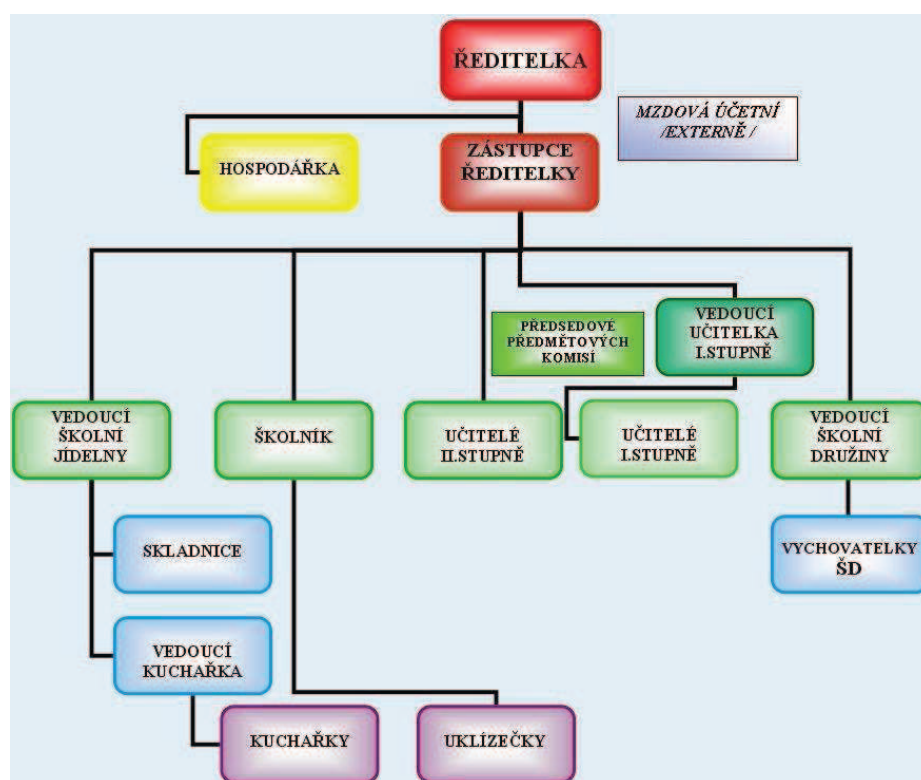 ŘEDITELKA
MZDOVÁ ÚČETNÍ
/EXTERNĚ /
HOSPODÁŘKA
ZÁSTUPCE
ŘEDITELKY
PŘEDSEDOVÉ
PŘEDMĚTOVÝCH
KOMISÍ
VEDOUCÍ
UČITELKA
I.STUPNĚ
VEDOUCÍ
ŠKOLNÍ
JÍDELNY
ŠKOLNÍK
UČITELÉ
II.STUPNĚ
UČITELÉ
I.STUPNĚ
VEDOUCÍ
ŠKOLNÍ
DRUŽINY
SKLADNICE
VYCHOVATELKY
ŠD
VEDOUCÍ
KUCHAŘKA
KUCHAŘKY
UKLÍZEČKY